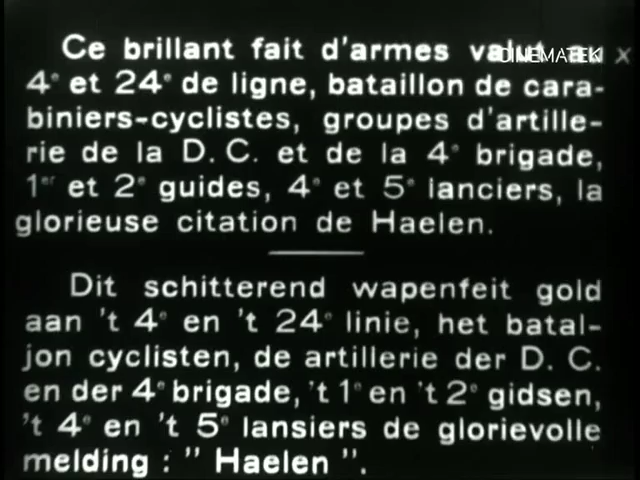 Ce brillant fait d'armes valut au
CINEMATEK
4e et 24e de ligne, bataillon de cara-
biniers-cyclistes, groupes d'artille-
rie de la D. C. et de la 4e brigade,
1er et 2e guides, 4e et 5e lanciers, la
glorieuse citation de Haelen.
Dit schitterend wapenfeit gold
aan 't 4e en 't 24e linie, het batal-
jon cyclisten, de artillerie der D. C.
en der 4e brigade, 't 1e en 't 2e gidsen,
't 4e en 't 5e lansiers de glorievolle
melding : " Haelen ".